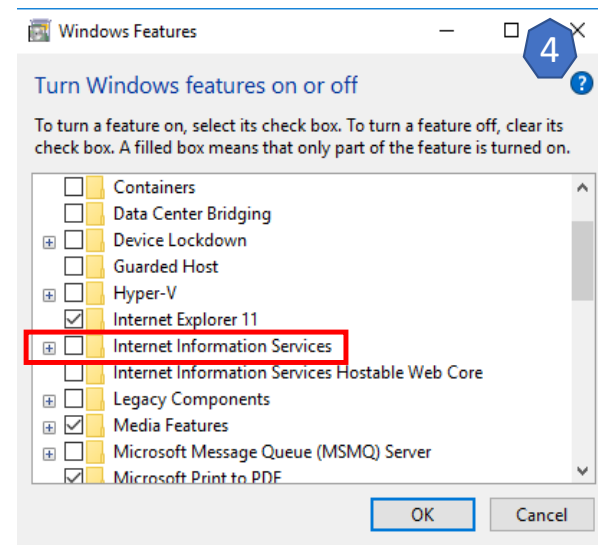 Windows Features
4
Turn Windows features on or off
?
To turn a feature on, select its check box. To turn a feature off, clear its
check box. A filled box means that only part of the feature is turned on.
Containers
Data Center Bridging
Device Lockdown
Guarded Host
Hyper-V
Internet Explorer 11
Internet Information Services
Internet Information Services Hostable Web Core
Legacy Components
Media Features
Microsoft Message Queue (MSMQ) Server
Microsoft Print to PDF
OK Cancel